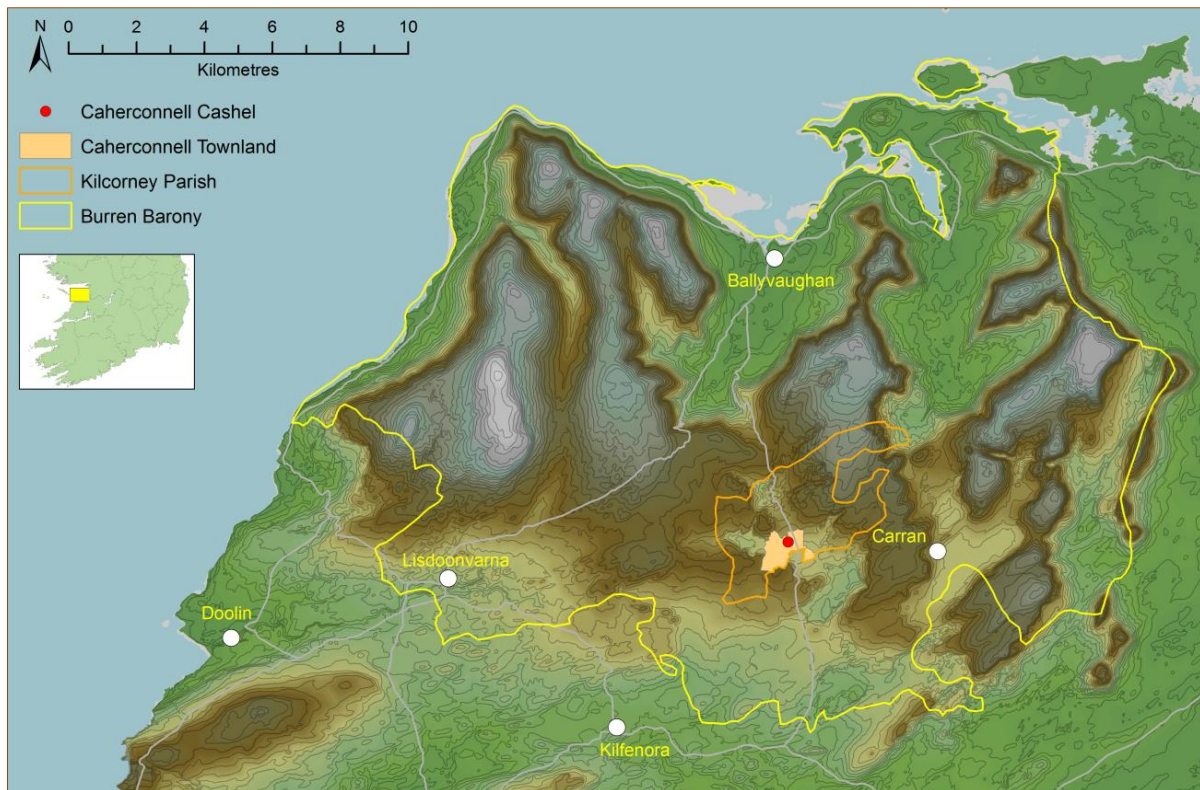 N
0 2 4 6 8 10
Kilometres
Caherconnell Cashel
Caherconnell Townland
Kilcorney Parish
Burren Barony
Ballyvaughan
Carran
Lisdoonvarna
Doolin
Kilfenora